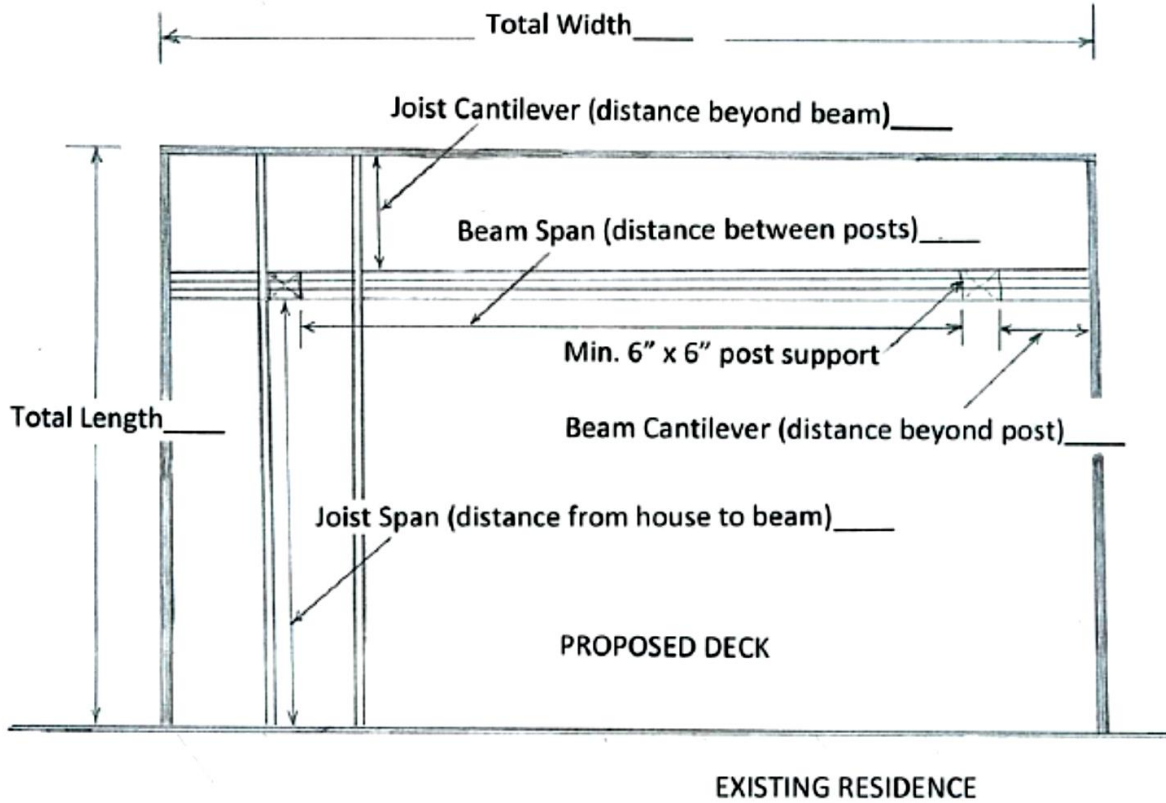 Total Width____
Joist Cantilever (distance beyond beam)____
Beam Span (distance between posts)____
Min. 6” x 6” post support
Total Length____
Beam Cantilever (distance beyond post)____
Joist Span (distance from house to beam)____
PROPOSED DECK
EXISTING RESIDENCE